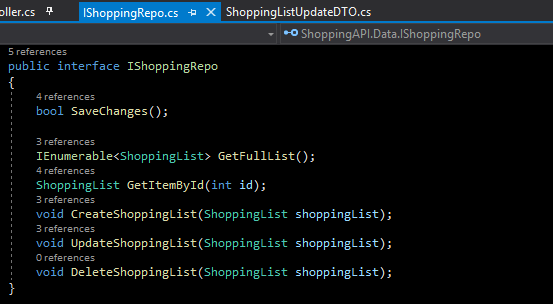 oller.cs
IShoppingRepo.cs
ShoppingListUpdateDTO.cs
ShoppingAPI.Data.IShoppingRepo
5 references
public interface IShoppingRepo
{
4 references
bool SaveChanges();
3 references
IEnumerable<ShoppingList> GetFullList();
4 references
ShoppingList GetItemById(int id);
3 references
void CreateShoppingList(ShoppingList shoppingList);
3 references
void UpdateShoppingList(ShoppingList shoppingList);
0 references
void DeleteShoppingList(ShoppingList shoppingList);
}